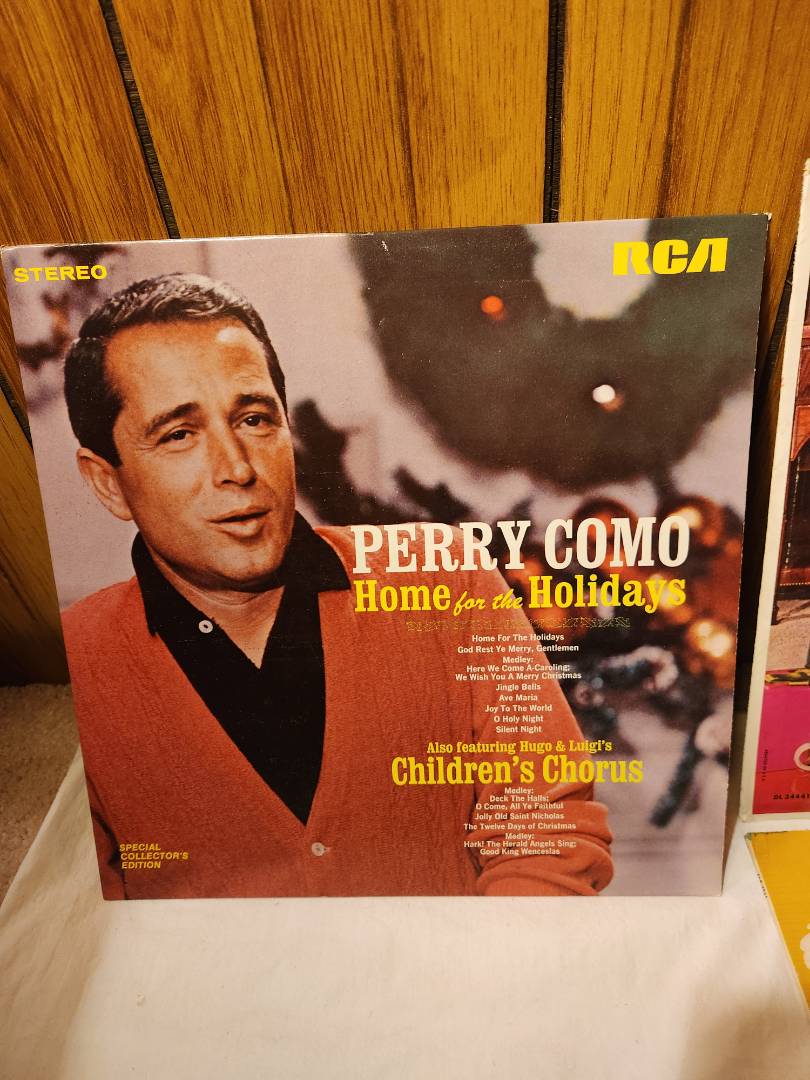 STEREO
RCA
PERRY COMO
Home for the Holidays
Home For The Holidays
God Rest Ye Merry, Gentlemen
Medley:
Here We Come A-Caroling;
We Wish You A Merry Christmas
Jingle Bells
Ave Maria
Joy To The World
O Holy Night
Silent Night
Also featuring Hugo & Luigi's
Children's Chorus
Medley:
Deck The Halls;
O Come, All Ye Faithful
Jolly Old Saint Nicholas
The Twelve Days of Christmas
Medley:
Hark! The Herald Angels Sing;
Good King Wenceslas
SPECIAL
COLLECTOR'S
EDITION